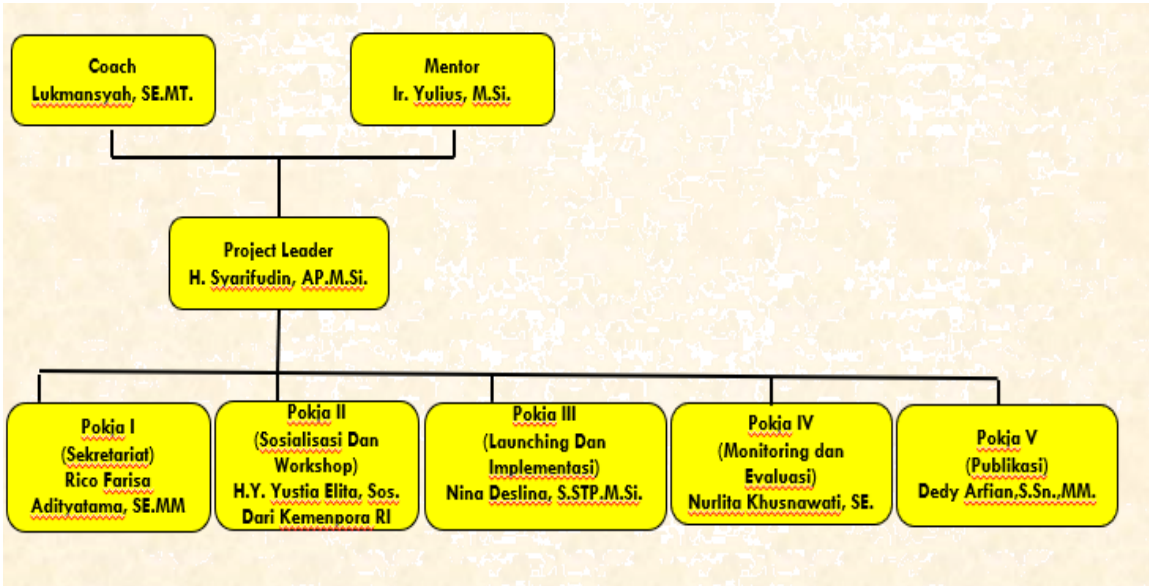 Coach
Lukmansyah, SE.MT.
Mentor
Ir. Yulius, M.Si.
Project Leader
H. Syarifudin, AP.M.Si.
Pokja I
(Sekretariat)
Rico Farisa
Adityatama, SE.MM
Pokja II
(Sosialisasi Dan
Workshop)
H.Y. Yustia Elita, Sos.
Dari Kemenpora RI
Pokja III
(Launching Dan
Implementasi)
Nina Deslina, S.STP.M.Si.
Pokja IV
(Monitoring dan
Evaluasi)
Nurlita Khusnawati, SE.
Pokja V
(Publikasi)
Dedy Arfian,S.Sn.,MM.